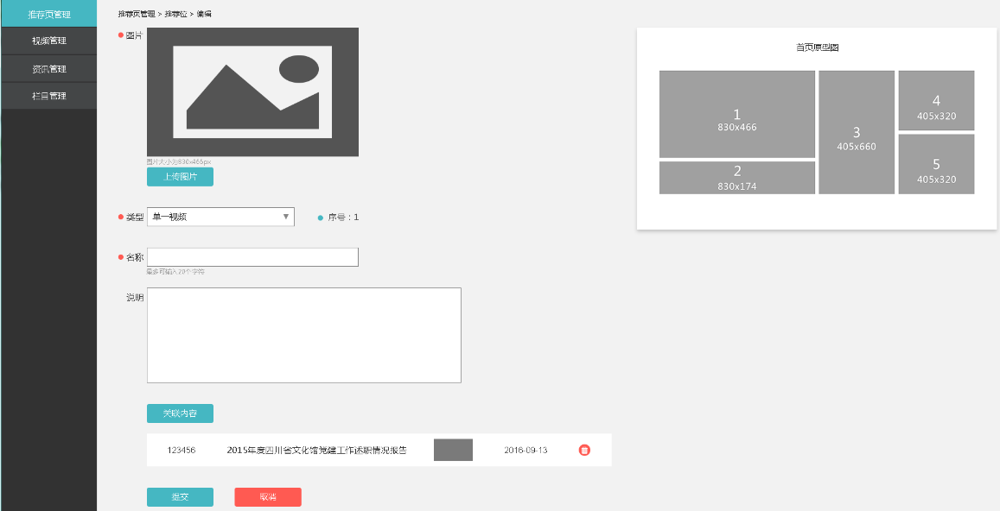 推荐页管理
视频管理
资讯管理
栏目管理
推荐页管理 > 推荐位 > 编辑
图片
图片大小为830x466px
上传图片
类型
单一视频
序号：1
名称
最多可输入20个字符
说明
关联内容
123456 2015年度四川省文化馆党建工作述职情况报告 2016-09-13
提交
取消
首页原型图
1
830x466
2
830x174
3
405x660
4
405x320
5
405x320